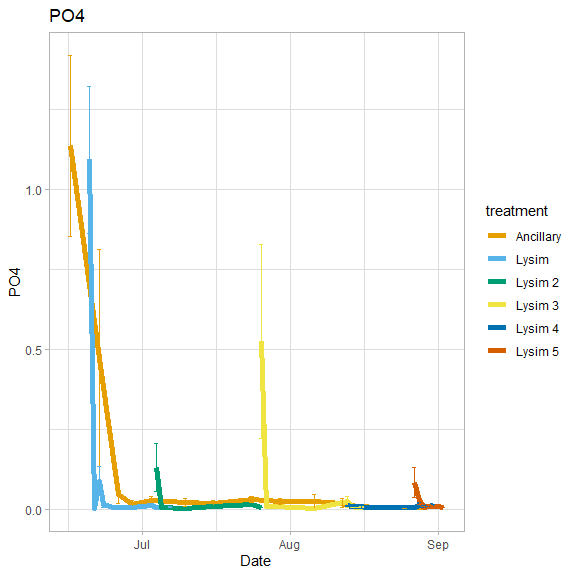 PO4
1.0
0.5
0.0
PO4
Jul
Aug
Sep
Date
treatment
Ancillary
Lysim
Lysim 2
Lysim 3
Lysim 4
Lysim 5